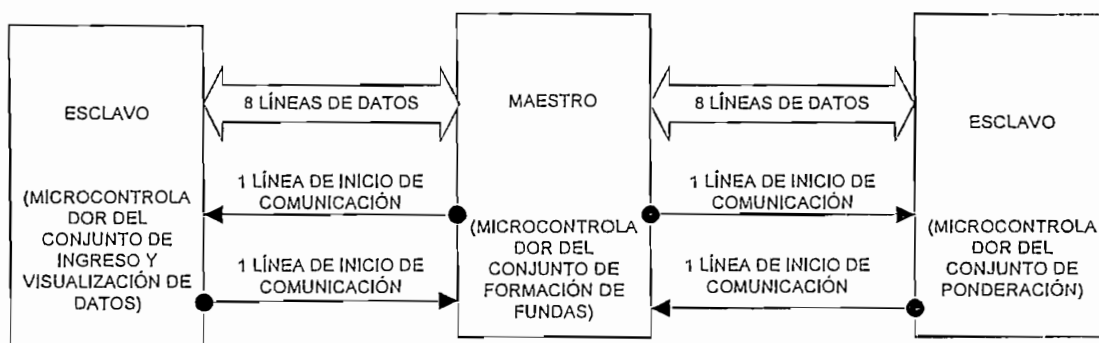 ESCLAVO
(MICROCONTROLA
DOR DEL
CONJUNTO DE
INGRESO Y
VISUALIZACIÓN DE
DATOS)
8 LÍNEAS DE DATOS
1 LÍNEA DE INICIO DE
COMUNICACIÓN
1 LÍNEA DE INICIO DE
COMUNICACIÓN
MAESTRO
(MICROCONTROLA
DOR DEL
CONJUNTO DE
FORMACIÓN DE
FUNDAS)
8 LÍNEAS DE DATOS
1 LÍNEA DE INICIO DE
COMUNICACIÓN
1 LÍNEA DE INICIO DE
COMUNICACIÓN
ESCLAVO
(MICROCONTROLA
DOR DEL
CONJUNTO DE
PONDERACIÓN)